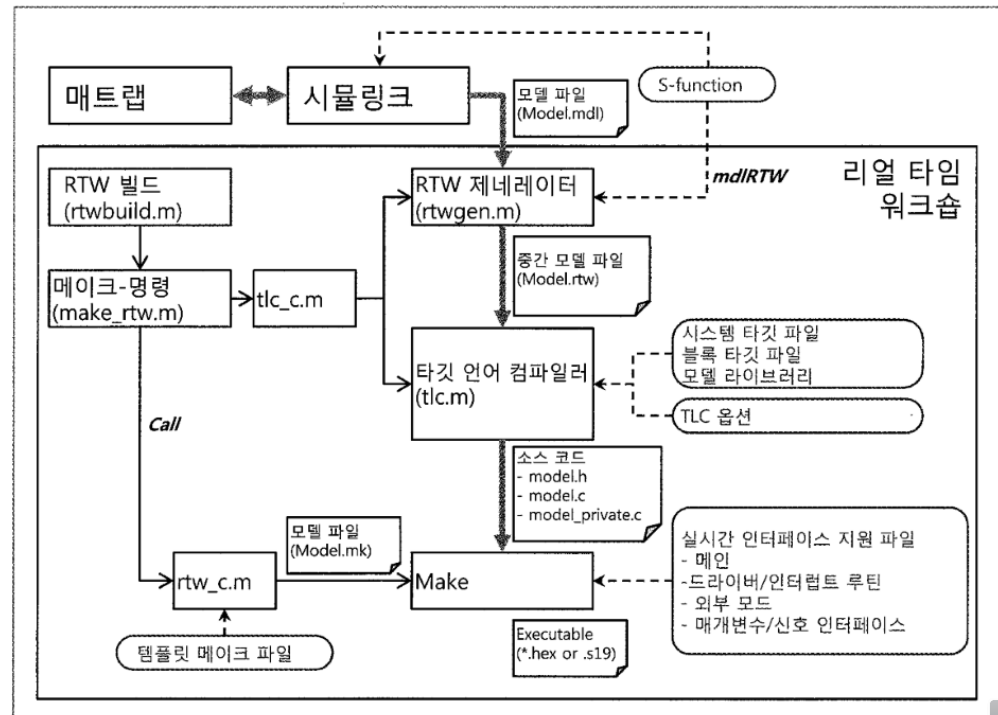 매트랩
시뮬링크
모델 파일
(Model.mdl)
S-function
리얼 타임
워크숍
mdlRTW
RTW 빌드
(rtwbuild.m)
RTW 제네레이터
(rtwgen.m)
중간 모델 파일
(Model.rtw)
메이크-명령
(make_rtw.m)
tlc_c.m
타깃 언어 컴파일러
(tlc.m)
시스템 타깃 파일
블록 타깃 파일
모델 라이브러리
TLC 옵션
Call
소스 코드
- model.h
- model.c
- model_private.c
모델 파일
(Model.mk)
rtw_c.m
Make
실시간 인터페이스 지원 파일
- 메인
-드라이버/인터럽트 루틴
- 외부 모드
- 매개변수/신호 인터페이스
템플릿 메이크 파일
Executable
(*.hex or .s19)